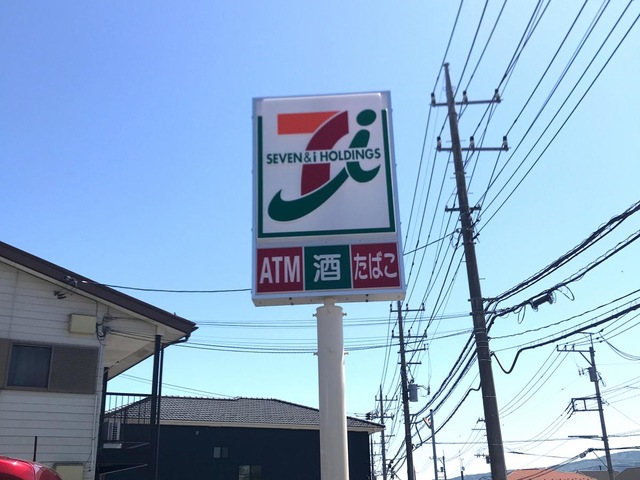 7i
SEVEN&i HOLDINGS
ATM 酒 たばこ